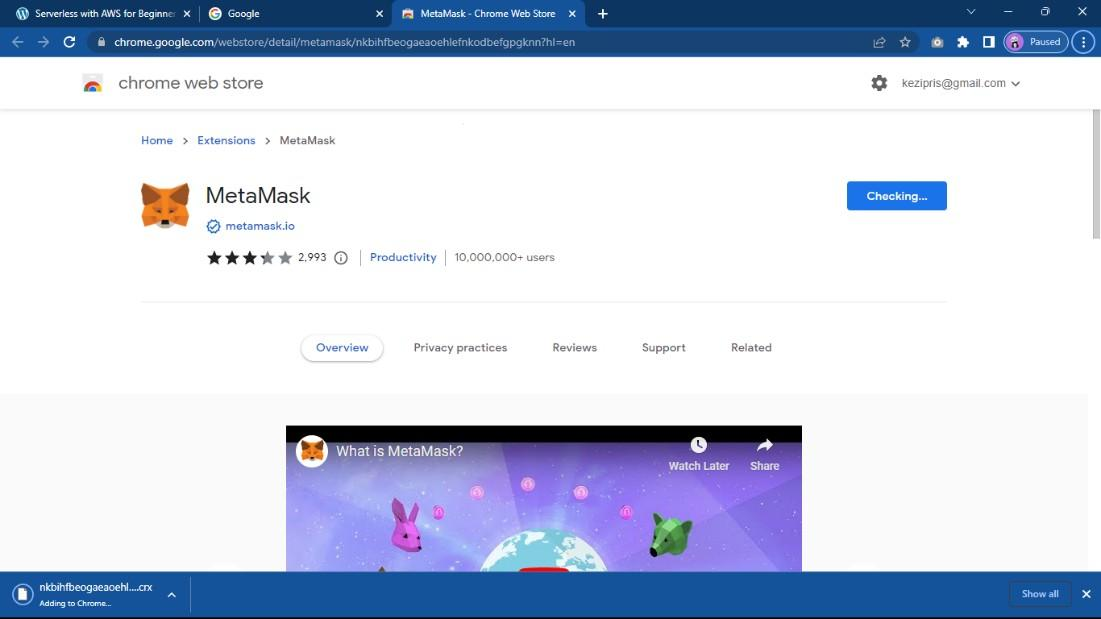 Serverless with AWS for Beginner
Google
MetaMask - Chrome Web Store
chrome.google.com/webstore/detail/metamask/nkbihfbeogaeaoehlefnkodbefgpgknn?hl=en
Paused
chrome web store
kezipris@gmail.com
Home > Extensions > MetaMask
MetaMask
Checking...
metamask.io
2,993
Productivity
10,000,000+ users
Overview
Privacy practices
Reviews
Support
Related
What is MetaMask?
Watch Later
Share
nkbihfbeogaeaoehl....crx
Adding to Chrome...
Show all